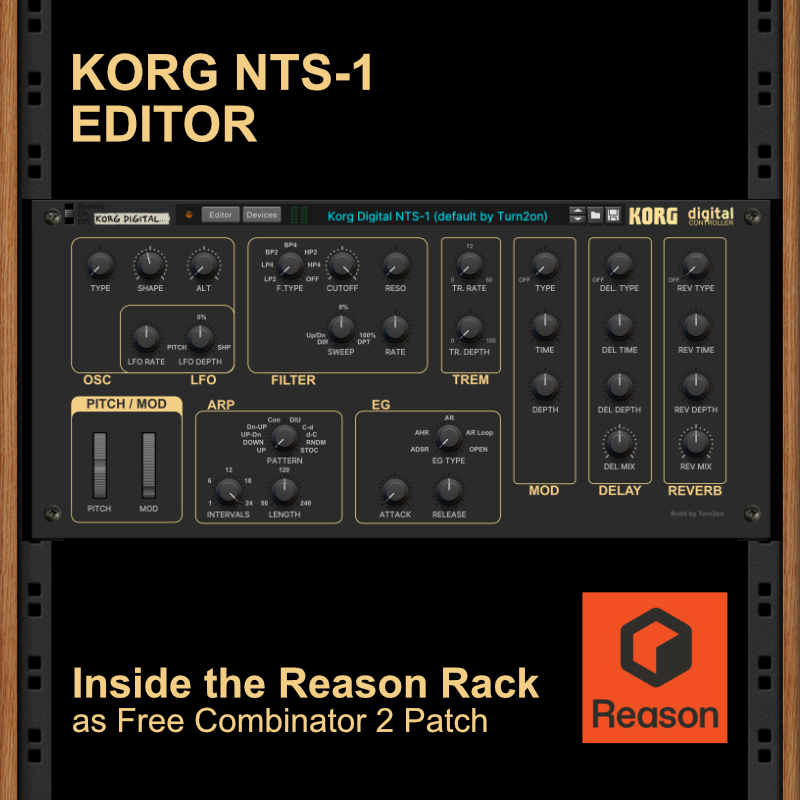 KORG NTS-1
EDITOR
Bypass
On
Off
KORG DIGITAL...
Editor
Devices
Korg Digital NTS-1 (default by Turn2on)
KORG
digital
CONTROLLER
TYPE
SHAPE
ALT
0%
PITCH
SHP
LFO RATE
LFO DEPTH
OSC
LFO
BP4
BP2
HP2
LP4
HP4
LP2
OFF
F.TYPE
CUTOFF
RESO
0%
Up/Dn
DIR
100%
DPT
SWEEP
RATE
FILTER
12
0
60
TR. RATE
0
100
TR. DEPTH
TREM
OFF
TYPE
TIME
DEPTH
MOD
OFF
DEL. TYPE
DEL TIME
DEL DEPTH
DEL MIX
DELAY
OFF
REV TYPE
REV TIME
REV DEPTH
REV MIX
REVERB
PITCH / MOD
PITCH
MOD
ARP
Con
DIU
Dn-UP
C-d
UP-Dn
d-C
DOWN
RNDM
UP
STOC
PATTERN
12
6
18
1
24
INTERVALS
120
56
240
LENGTH
EG
AR
AHR
AR Loop
ADSR
OPEN
EG TYPE
ATTACK
RELEASE
Build by Turn2on
Inside the Reason Rack
as Free Combinator 2 Patch
Reason